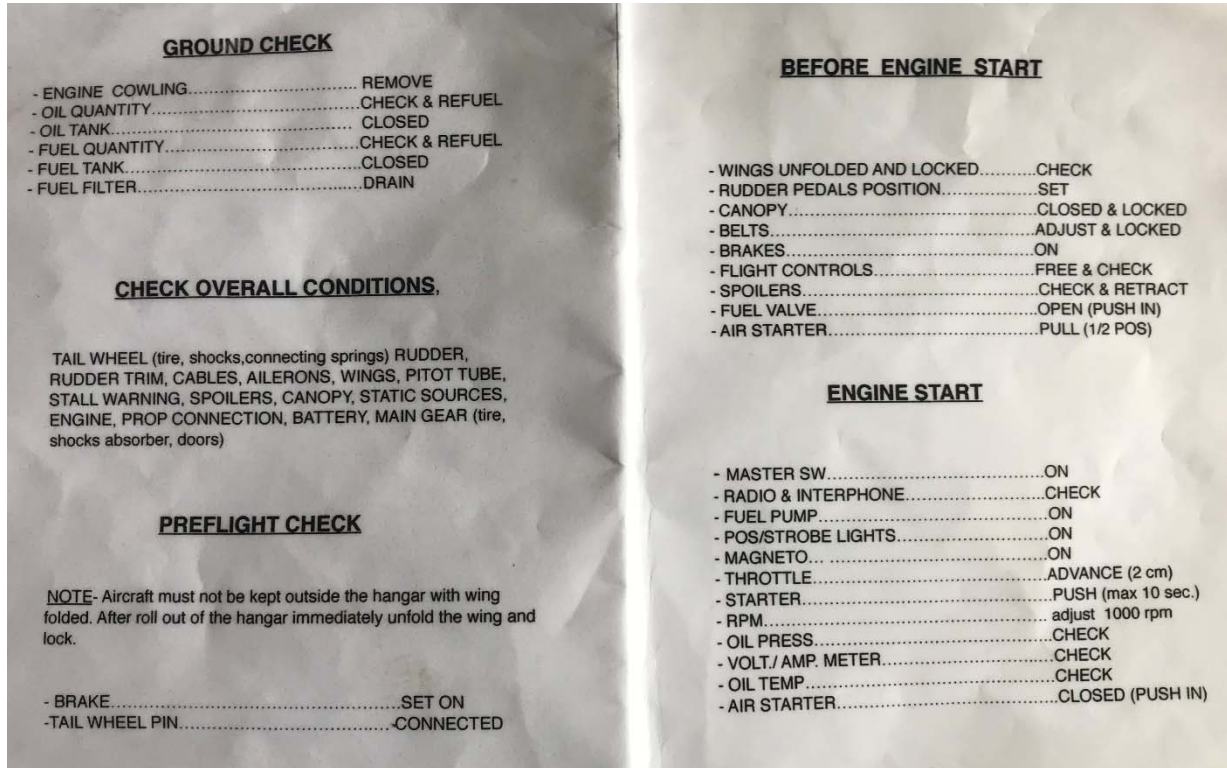 GROUND CHECK
- ENGINE COWLING................................. REMOVE
- OIL QUANTITY.........................................CHECK & REFUEL
- OIL TANK................................................ CLOSED
- FUEL QUANTITY......................................CHECK & REFUEL
- FUEL TANK..............................................CLOSED
- FUEL FILTER...........................................DRAIN
CHECK OVERALL CONDITIONS,
TAIL WHEEL (tire, shocks,connecting springs) RUDDER,
RUDDER TRIM, CABLES, AILERONS, WINGS, PITOT TUBE,
STALL WARNING, SPOILERS, CANOPY, STATIC SOURCES,
ENGINE, PROP CONNECTION, BATTERY, MAIN GEAR (tire,
shocks absorber, doors)
PREFLIGHT CHECK
NOTE- Aircraft must not be kept outside the hangar with wing
folded. After roll out of the hangar immediately unfold the wing and
lock.
- BRAKE.....................................................SET ON
-TAIL WHEEL PIN.....................................-CONNECTED
BEFORE ENGINE START
- WINGS UNFOLDED AND LOCKED..........CHECK
- RUDDER PEDALS POSITION.................SET
- CANOPY.............................................CLOSED & LOCKED
- BELTS................................................ADJUST & LOCKED
- BRAKES.............................................ON
- FLIGHT CONTROLS.............................FREE & CHECK
- SPOILERS..........................................CHECK & RETRACT
- FUEL VALVE........................................OPEN (PUSH IN)
- AIR STARTER.....................................PULL (1/2 POS)
ENGINE START
- MASTER SW.......................................ON
- RADIO & INTERPHONE........................CHECK
- FUEL PUMP........................................ON
- POS/STROBE LIGHTS..........................ON
- MAGNETO... .....................................ON
- THROTTLE.........................................ADVANCE (2 cm)
- STARTER...........................................PUSH (max 10 sec.)
- RPM.................................................. adjust 1000 rpm
- OIL PRESS.........................................CHECK
- VOLT./ AMP. METER............................CHECK
- OIL TEMP...........................................CHECK
- AIR STARTER.....................................CLOSED (PUSH IN)